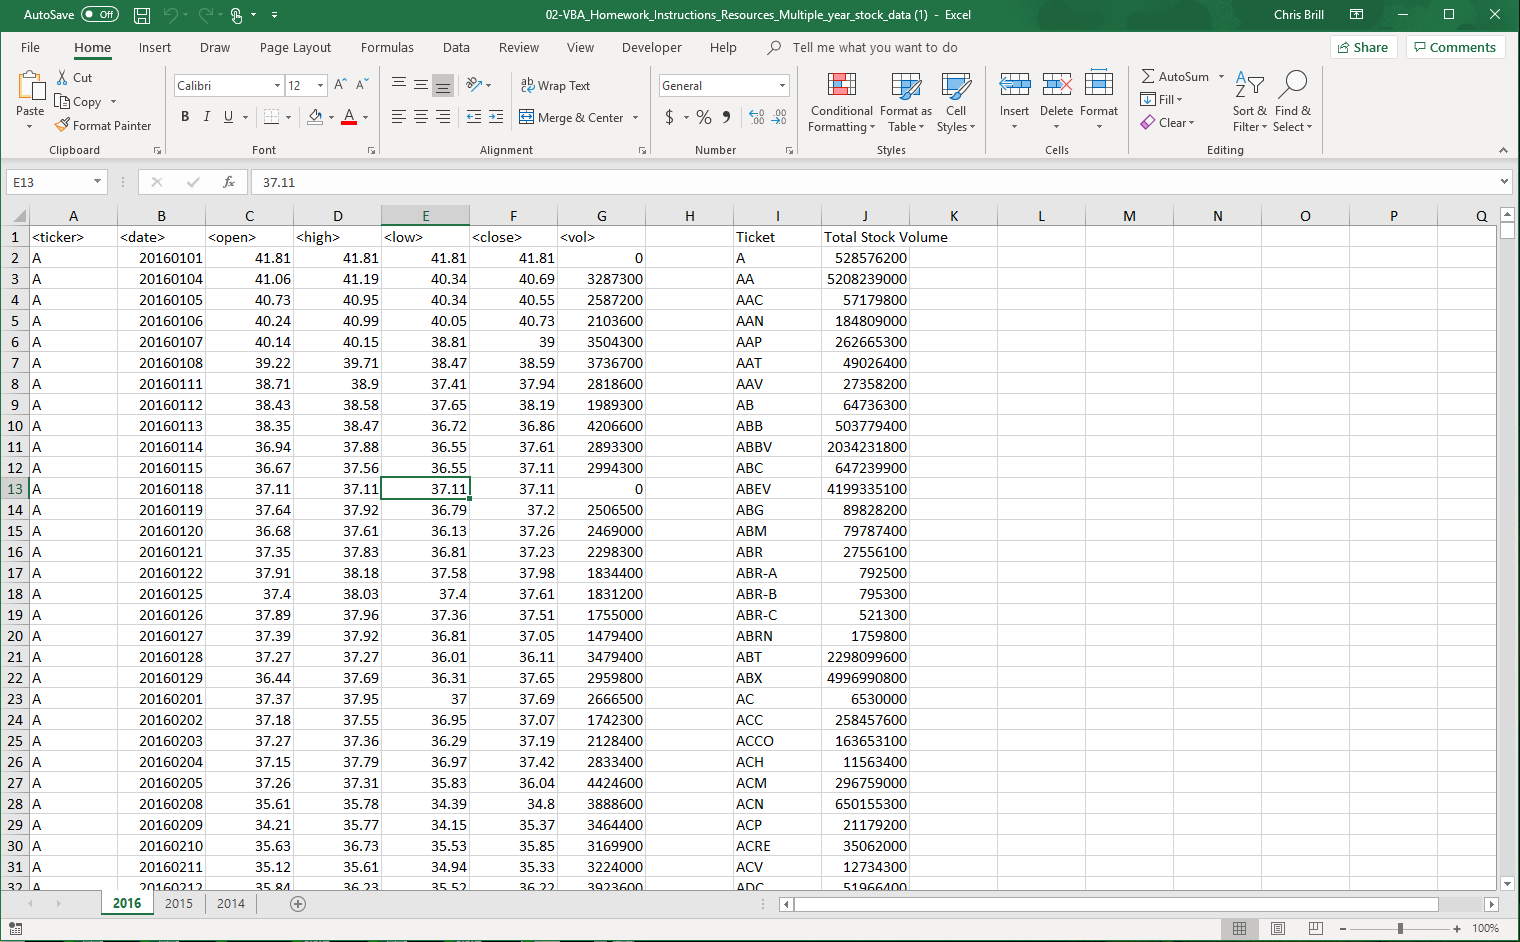 AutoSave Off 02-VBA_Homework_Instructions_Resources_Multiple_year_stock_data (1) - Excel Chris Brill
File Home Insert Draw Page Layout Formulas Data Review View Developer Help Tell me what you want to do Share Comments
Paste Cut Copy Format Painter Clipboard
Calibri 12 A A B I U A Font
Wrap Text Merge & Center Alignment
General $ % , Number
Conditional Formatting Format as Table Cell Styles Styles
Insert Delete Format Cells
AutoSum Fill Clear Sort & Filter Find & Select Editing
E13 fx 37.11
A B C D E F G H I J K L M N O P Q
1 <ticker> <date> <open> <high> <low> <close> <vol> Ticket Total Stock Volume
2 A 20160101 41.81 41.81 41.81 41.81 0 A 528576200
3 A 20160104 41.06 41.19 40.34 40.69 3287300 AA 5208239000
4 A 20160105 40.73 40.95 40.34 40.55 2587200 AAC 57179800
5 A 20160106 40.24 40.99 40.05 40.73 2103600 AAN 184809000
6 A 20160107 40.14 40.15 38.81 39 3504300 AAP 262665300
7 A 20160108 39.22 39.71 38.47 38.59 3736700 AAT 49026400
8 A 20160111 38.71 38.9 37.41 37.94 2818600 AAV 27358200
9 A 20160112 38.43 38.58 37.65 38.19 1989300 AB 64736300
10 A 20160113 38.35 38.47 36.72 36.86 4206600 ABB 503779400
11 A 20160114 36.94 37.88 36.55 37.61 2893300 ABBV 2034231800
12 A 20160115 36.67 37.56 36.55 37.11 2994300 ABC 647239900
13 A 20160118 37.11 37.11 37.11 37.11 0 ABEV 4199335100
14 A 20160119 37.64 37.92 36.79 37.2 2506500 ABG 89828200
15 A 20160120 36.68 37.61 36.13 37.26 2469000 ABM 79787400
16 A 20160121 37.35 37.83 36.81 37.23 2298300 ABR 27556100
17 A 20160122 37.91 38.18 37.58 37.98 1834400 ABR-A 792500
18 A 20160125 37.4 38.03 37.4 37.61 1831200 ABR-B 795300
19 A 20160126 37.89 37.96 37.36 37.51 1755000 ABR-C 521300
20 A 20160127 37.39 37.92 36.81 37.05 1479400 ABRN 1759800
21 A 20160128 37.27 37.27 36.01 36.11 3479400 ABT 2298099600
22 A 20160129 36.44 37.69 36.31 37.65 2959800 ABX 4996990800
23 A 20160201 37.37 37.95 37 37.69 2666500 AC 6530000
24 A 20160202 37.18 37.55 36.95 37.07 1742300 ACC 258457600
25 A 20160203 37.27 37.36 36.29 37.19 2128400 ACCO 163653100
26 A 20160204 37.15 37.79 36.97 37.42 2833400 ACH 11563400
27 A 20160205 37.26 37.31 35.83 36.04 4424600 ACM 296759000
28 A 20160208 35.61 35.78 34.39 34.8 3888600 ACN 650155300
29 A 20160209 34.21 35.77 34.15 35.37 3464400 ACP 21179200
30 A 20160210 35.63 36.73 35.53 35.85 3169900 ACRE 35062000
31 A 20160211 35.12 35.61 34.94 35.33 3224000 ACV 12734300
32 A 20160212 35.84 36.23 35.52 36.22 3923600 ADC 51966400
2016 2015 2014
100%